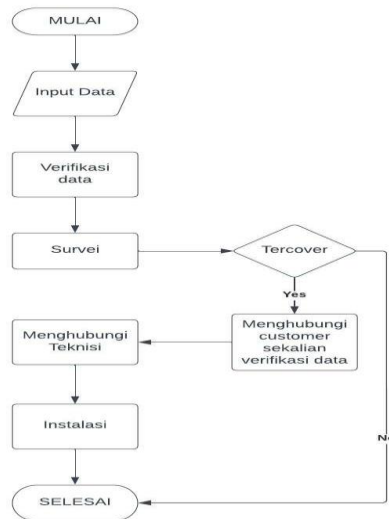 MULAI
Input Data
Verifikasi
data
Survei
Tercover
Yes
Menghubungi
customer
sekalian
verifikasi data
Menghubungi
Teknisi
Instalasi
SELESAI